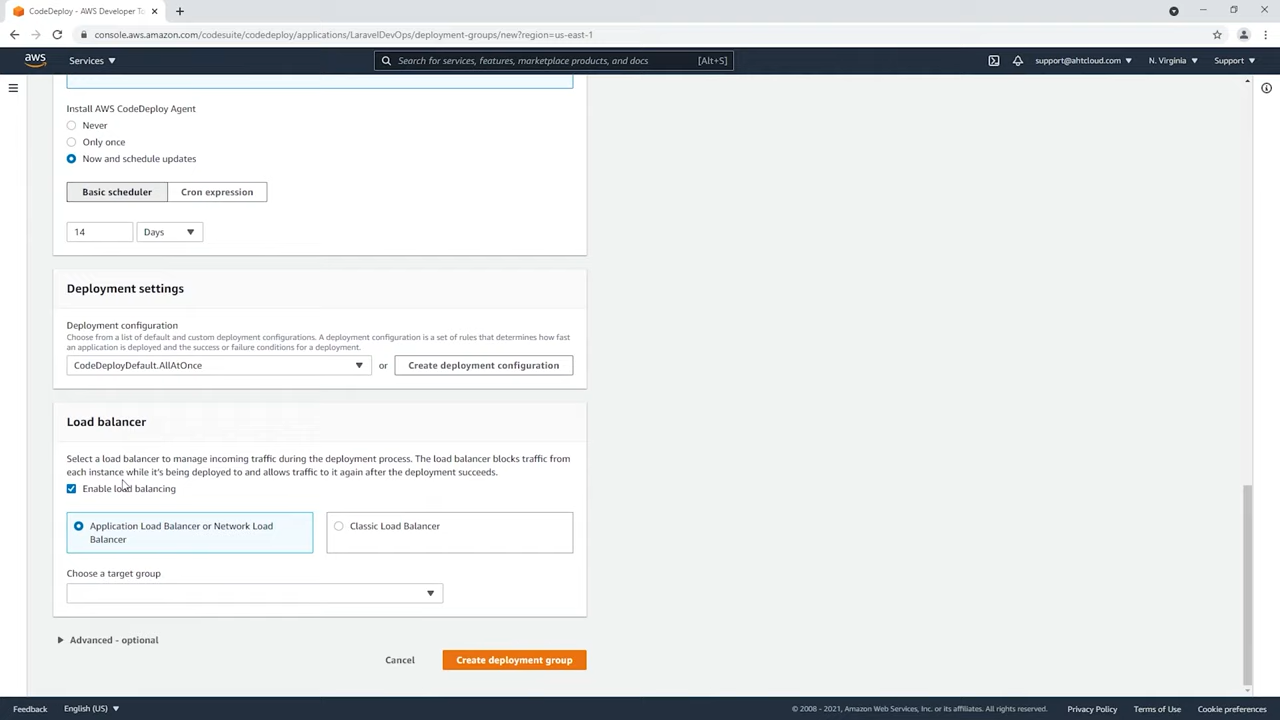 CodeDeploy - AWS Developer To
console.aws.amazon.com/codesuite/codedeploy/applications/LaravelDevOps/deployment-groups/new?region=us-east-1
aws Services Search for services, features, marketplace products, and docs [Alt+S] support@ahtcloud.com N. Virginia Support
Install AWS CodeDeploy Agent
Never
Only once
Now and schedule updates
Basic scheduler Cron expression
14 Days
Deployment settings
Deployment configuration
Choose from a list of default and custom deployment configurations. A deployment configuration is a set of rules that determines how fast
an application is deployed and the success or failure conditions for a deployment.
CodeDeployDefault.AllAtOnce or Create deployment configuration
Load balancer
Select a load balancer to manage incoming traffic during the deployment process. The load balancer blocks traffic from
each instance while it's being deployed to and allows traffic to it again after the deployment succeeds.
Enable load balancing
Application Load Balancer or Network Load
Balancer
Classic Load Balancer
Choose a target group
Advanced - optional
Cancel Create deployment group
Feedback English (US) © 2008 - 2021, Amazon Web Services, Inc. or its affiliates. All rights reserved. Privacy Policy Terms of Use Cookie preferences